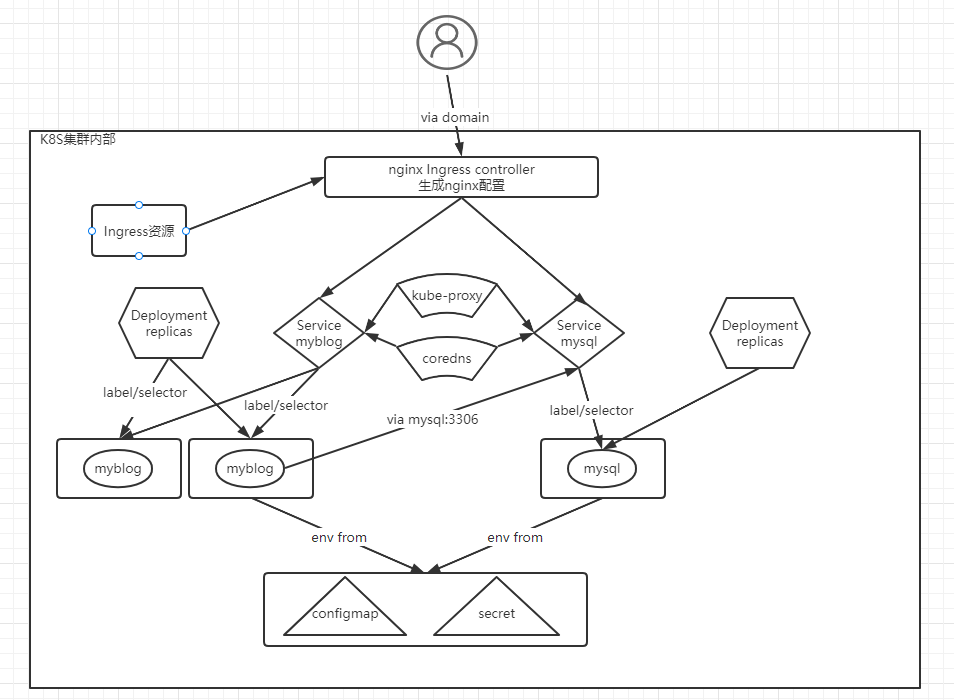 via domain
K8S集群内部
nginx Ingress controller
生成nginx配置
Ingress资源
kube-proxy
Deployment
replicas
Service
myblog
Service
mysql
Deployment
replicas
coredns
label/selector
label/selector
via mysql:3306
label/selector
myblog
myblog
mysql
env from
env from
configmap
secret